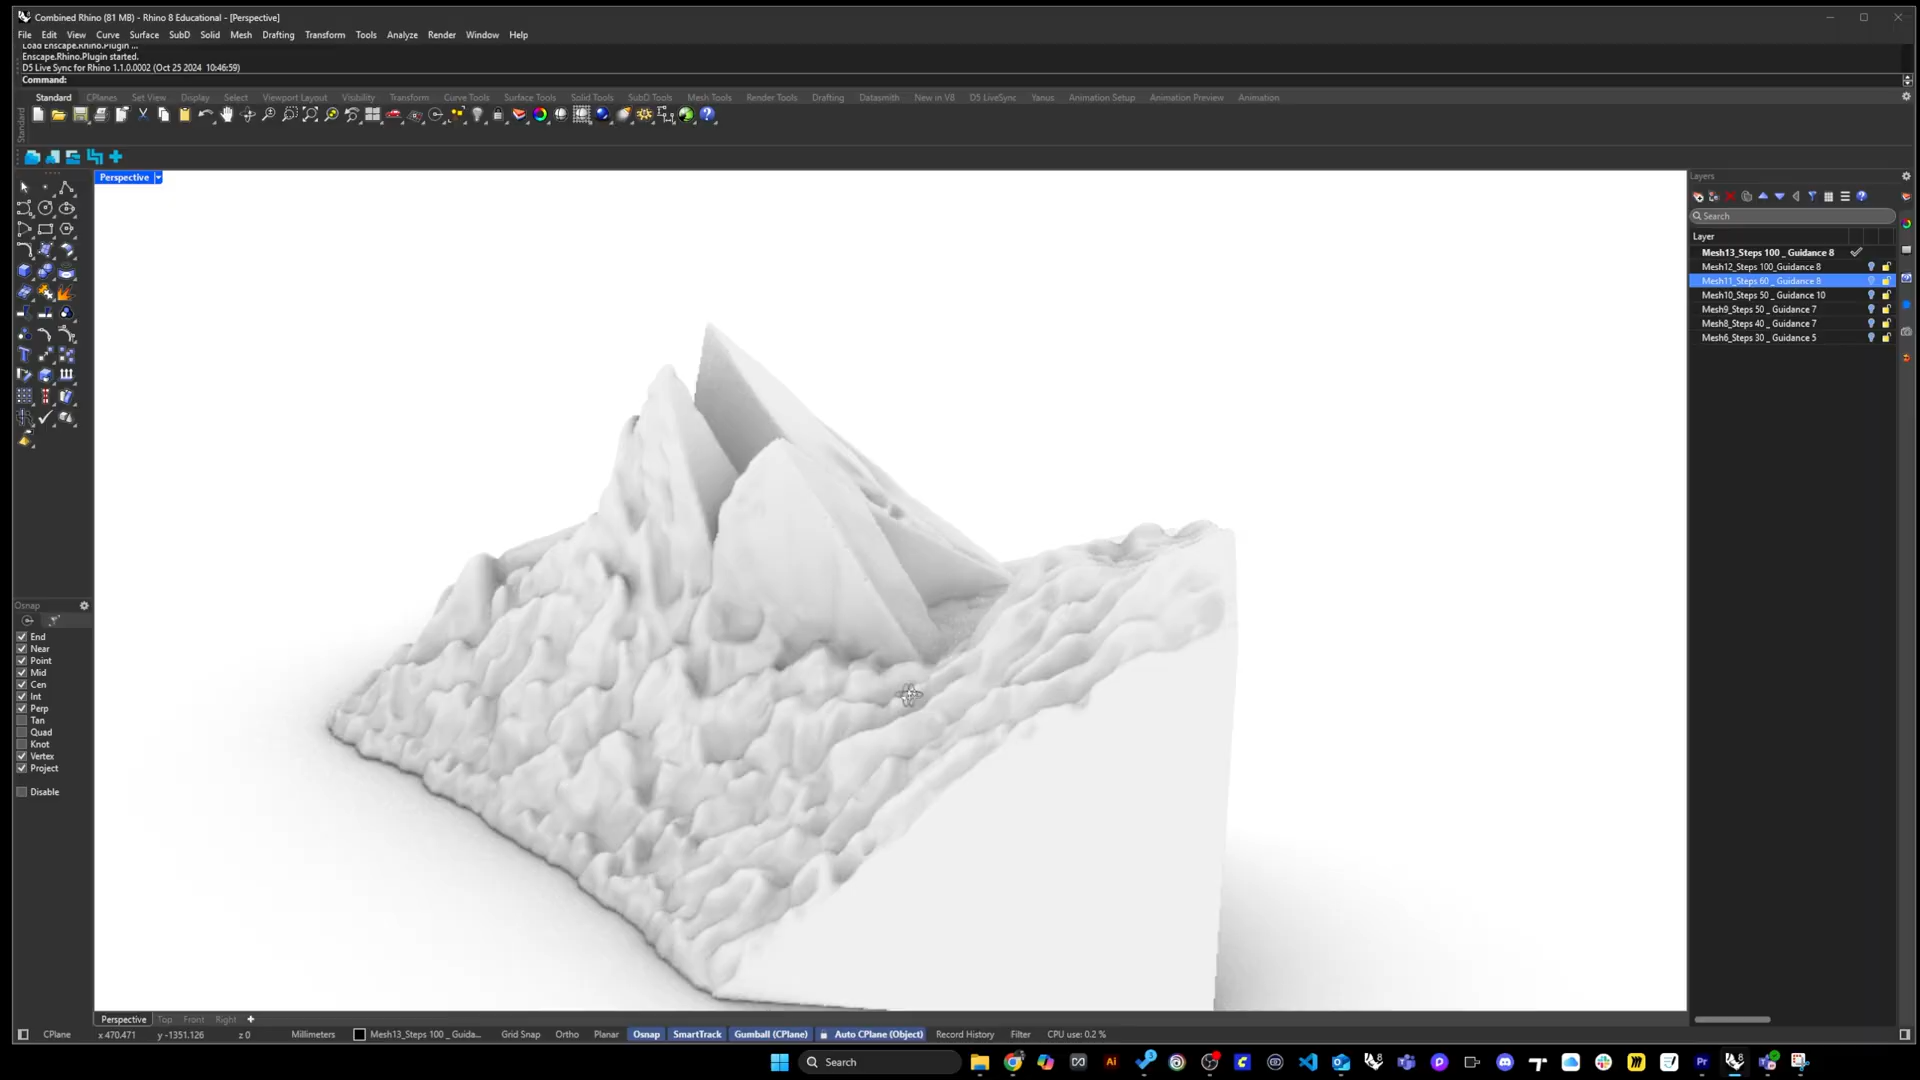 Combined Rhino (81 MB) - Rhino 8 Educational - [Perspective]
File Edit View Curve Surface SubD Solid Mesh Drafting Transform Tools Analyze Render Window Help
Load Enscape.Rhino.Plugin ...
Enscape.Rhino.Plugin started.
D5 Live Sync for Rhino 1.1.0.0002 (Oct 25 2024 10:46:59)
Command:
Standard CPlanes Set View Display Select Viewport Layout Visibility Transform Curve Tools Surface Tools Solid Tools SubD Tools Mesh Tools Render Tools Drafting Datasmith New in V8 D5 LiveSync Yanus Animation Setup Animation Preview Animation
Standard
Perspective
Layers
Search
Layer
Mesh13_Steps 100 _ Guidance 8
Mesh12_Steps 100_Guidance 8
Mesh11_Steps 60 _ Guidance 8
Mesh10_Steps 50 _ Guidance 10
Mesh9_Steps 50 _ Guidance 7
Mesh8_Steps 40 _ Guidance 7
Mesh6_Steps 30 _ Guidance 5
Osnap
End
Near
Point
Mid
Cen
Int
Perp
Tan
Quad
Knot
Vertex
Project
Disable
Perspective Top Front Right
CPlane x 470.471 y -1351.126 z 0 Millimeters Mesh13_Steps 100 _ Guida... Grid Snap Ortho Planar Osnap SmartTrack Gumball (CPlane) Auto CPlane (Object) Record History Filter CPU use: 0.2 %
Search